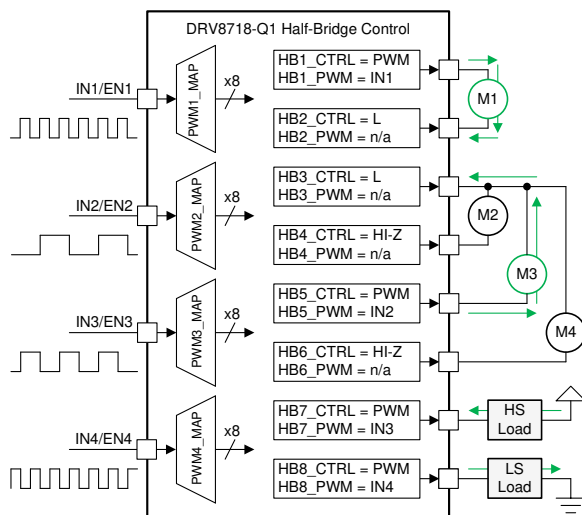 DRV8718-Q1 Half-Bridge Control
IN1/EN1
PWM1_MAP
x8
HB1_CTRL = PWM
HB1_PWM = IN1
M1
HB2_CTRL = L
HB2_PWM = n/a
IN2/EN2
PWM2_MAP
x8
HB3_CTRL = L
HB3_PWM = n/a
M2
HB4_CTRL = HI-Z
HB4_PWM = n/a
M3
IN3/EN3
PWM3_MAP
x8
HB5_CTRL = PWM
HB5_PWM = IN2
M4
HB6_CTRL = HI-Z
HB6_PWM = n/a
IN4/EN4
PWM4_MAP
x8
HB7_CTRL = PWM
HB7_PWM = IN3
HS
Load
HB8_CTRL = PWM
HB8_PWM = IN4
LS
Load